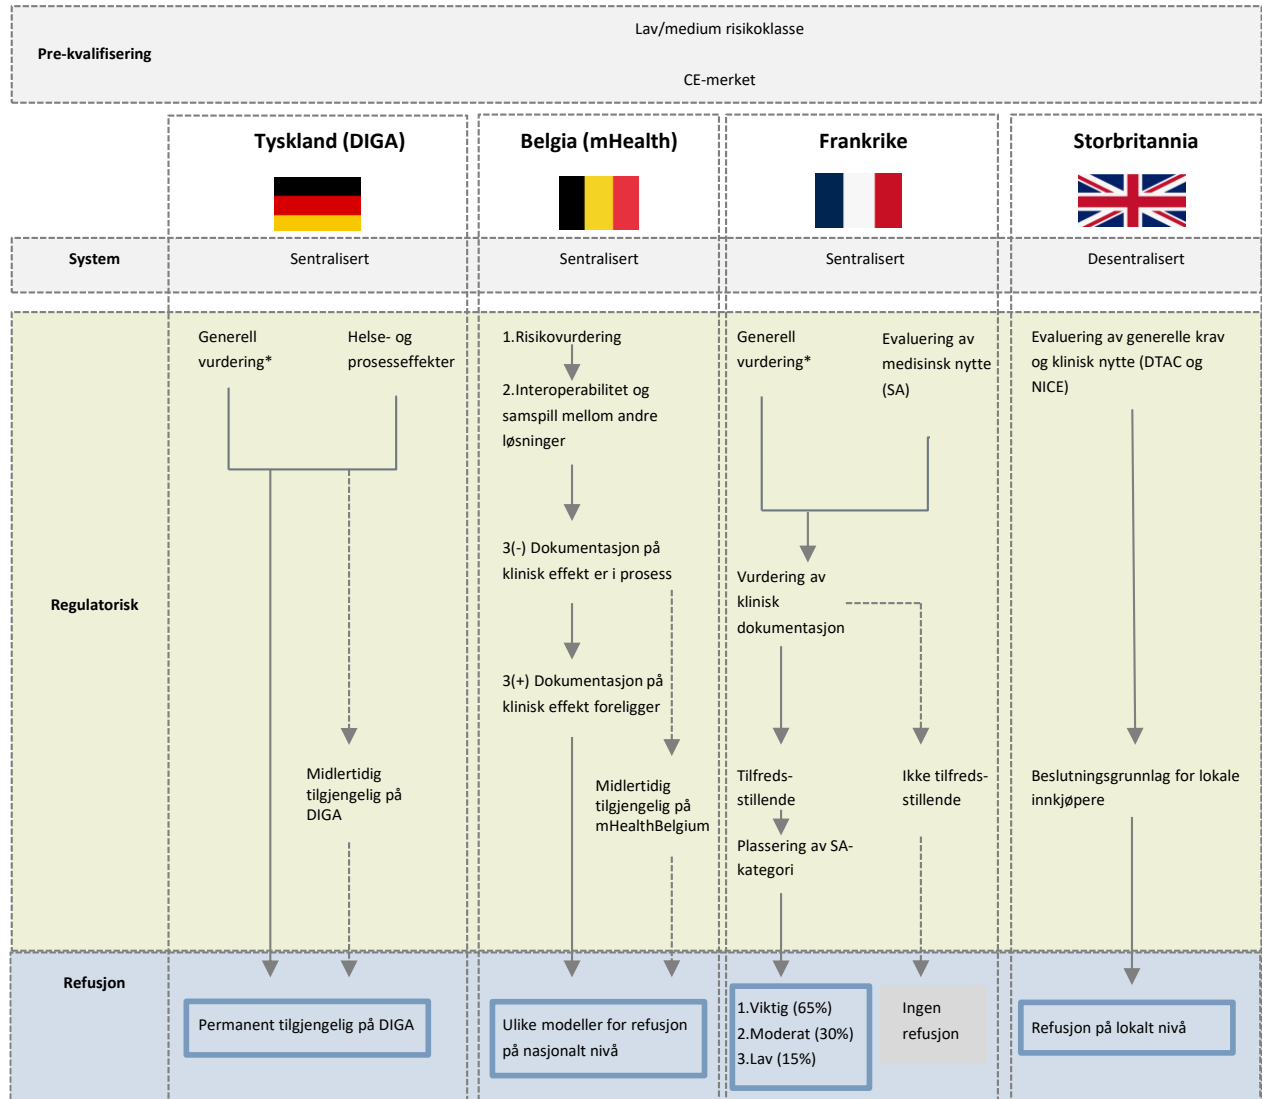 Lav/medium risikoklasse
Pre-kvalifisering
CE-merket
Tyskland (DIGA)
Belgia (mHealth)
Frankrike
Storbritannia
System
Sentralisert
Sentralisert
Sentralisert
Desentralisert
Regulatorisk
Generell
vurdering*
Helse- og
prosesseffekter
Midlertidig
tilgjengelig på
DIGA
1.Risikovurdering
2.Interoperabilitet og
samspill mellom andre
løsninger
3(-) Dokumentasjon på
klinisk effekt er i prosess
3(+) Dokumentasjon på
klinisk effekt foreligger
Midlertidig
tilgjengelig på
mHealthBelgium
Generell
vurdering*
Evaluering av
medisinsk nytte
(SA)
Vurdering av
klinisk
dokumentasjon
Tilfreds-
stillende
Ikke tilfreds-
stillende
Plassering av SA-
kategori
Evaluering av generelle krav
og klinisk nytte (DTAC og
NICE)
Beslutningsgrunnlag for lokale
innkjøpere
Refusjon
Permanent tilgjengelig på DIGA
Ulike modeller for refusjon
på nasjonalt nivå
1.Viktig (65%)
2.Moderat (30%)
3.Lav (15%)
Ingen
refusjon
Refusjon på lokalt nivå